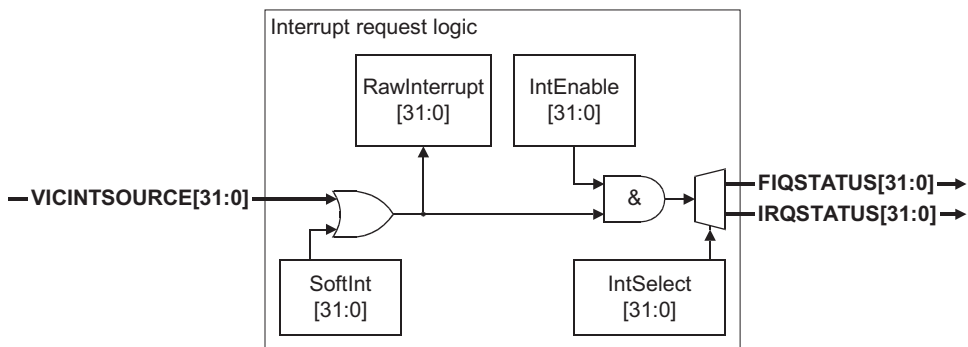 Interrupt request logic
RawInterrupt
[31:0]
IntEnable
[31:0]
VICINTSOURCE[31:0]
&
FIQSTATUS[31:0]
IRQSTATUS[31:0]
SoftInt
[31:0]
IntSelect
[31:0]